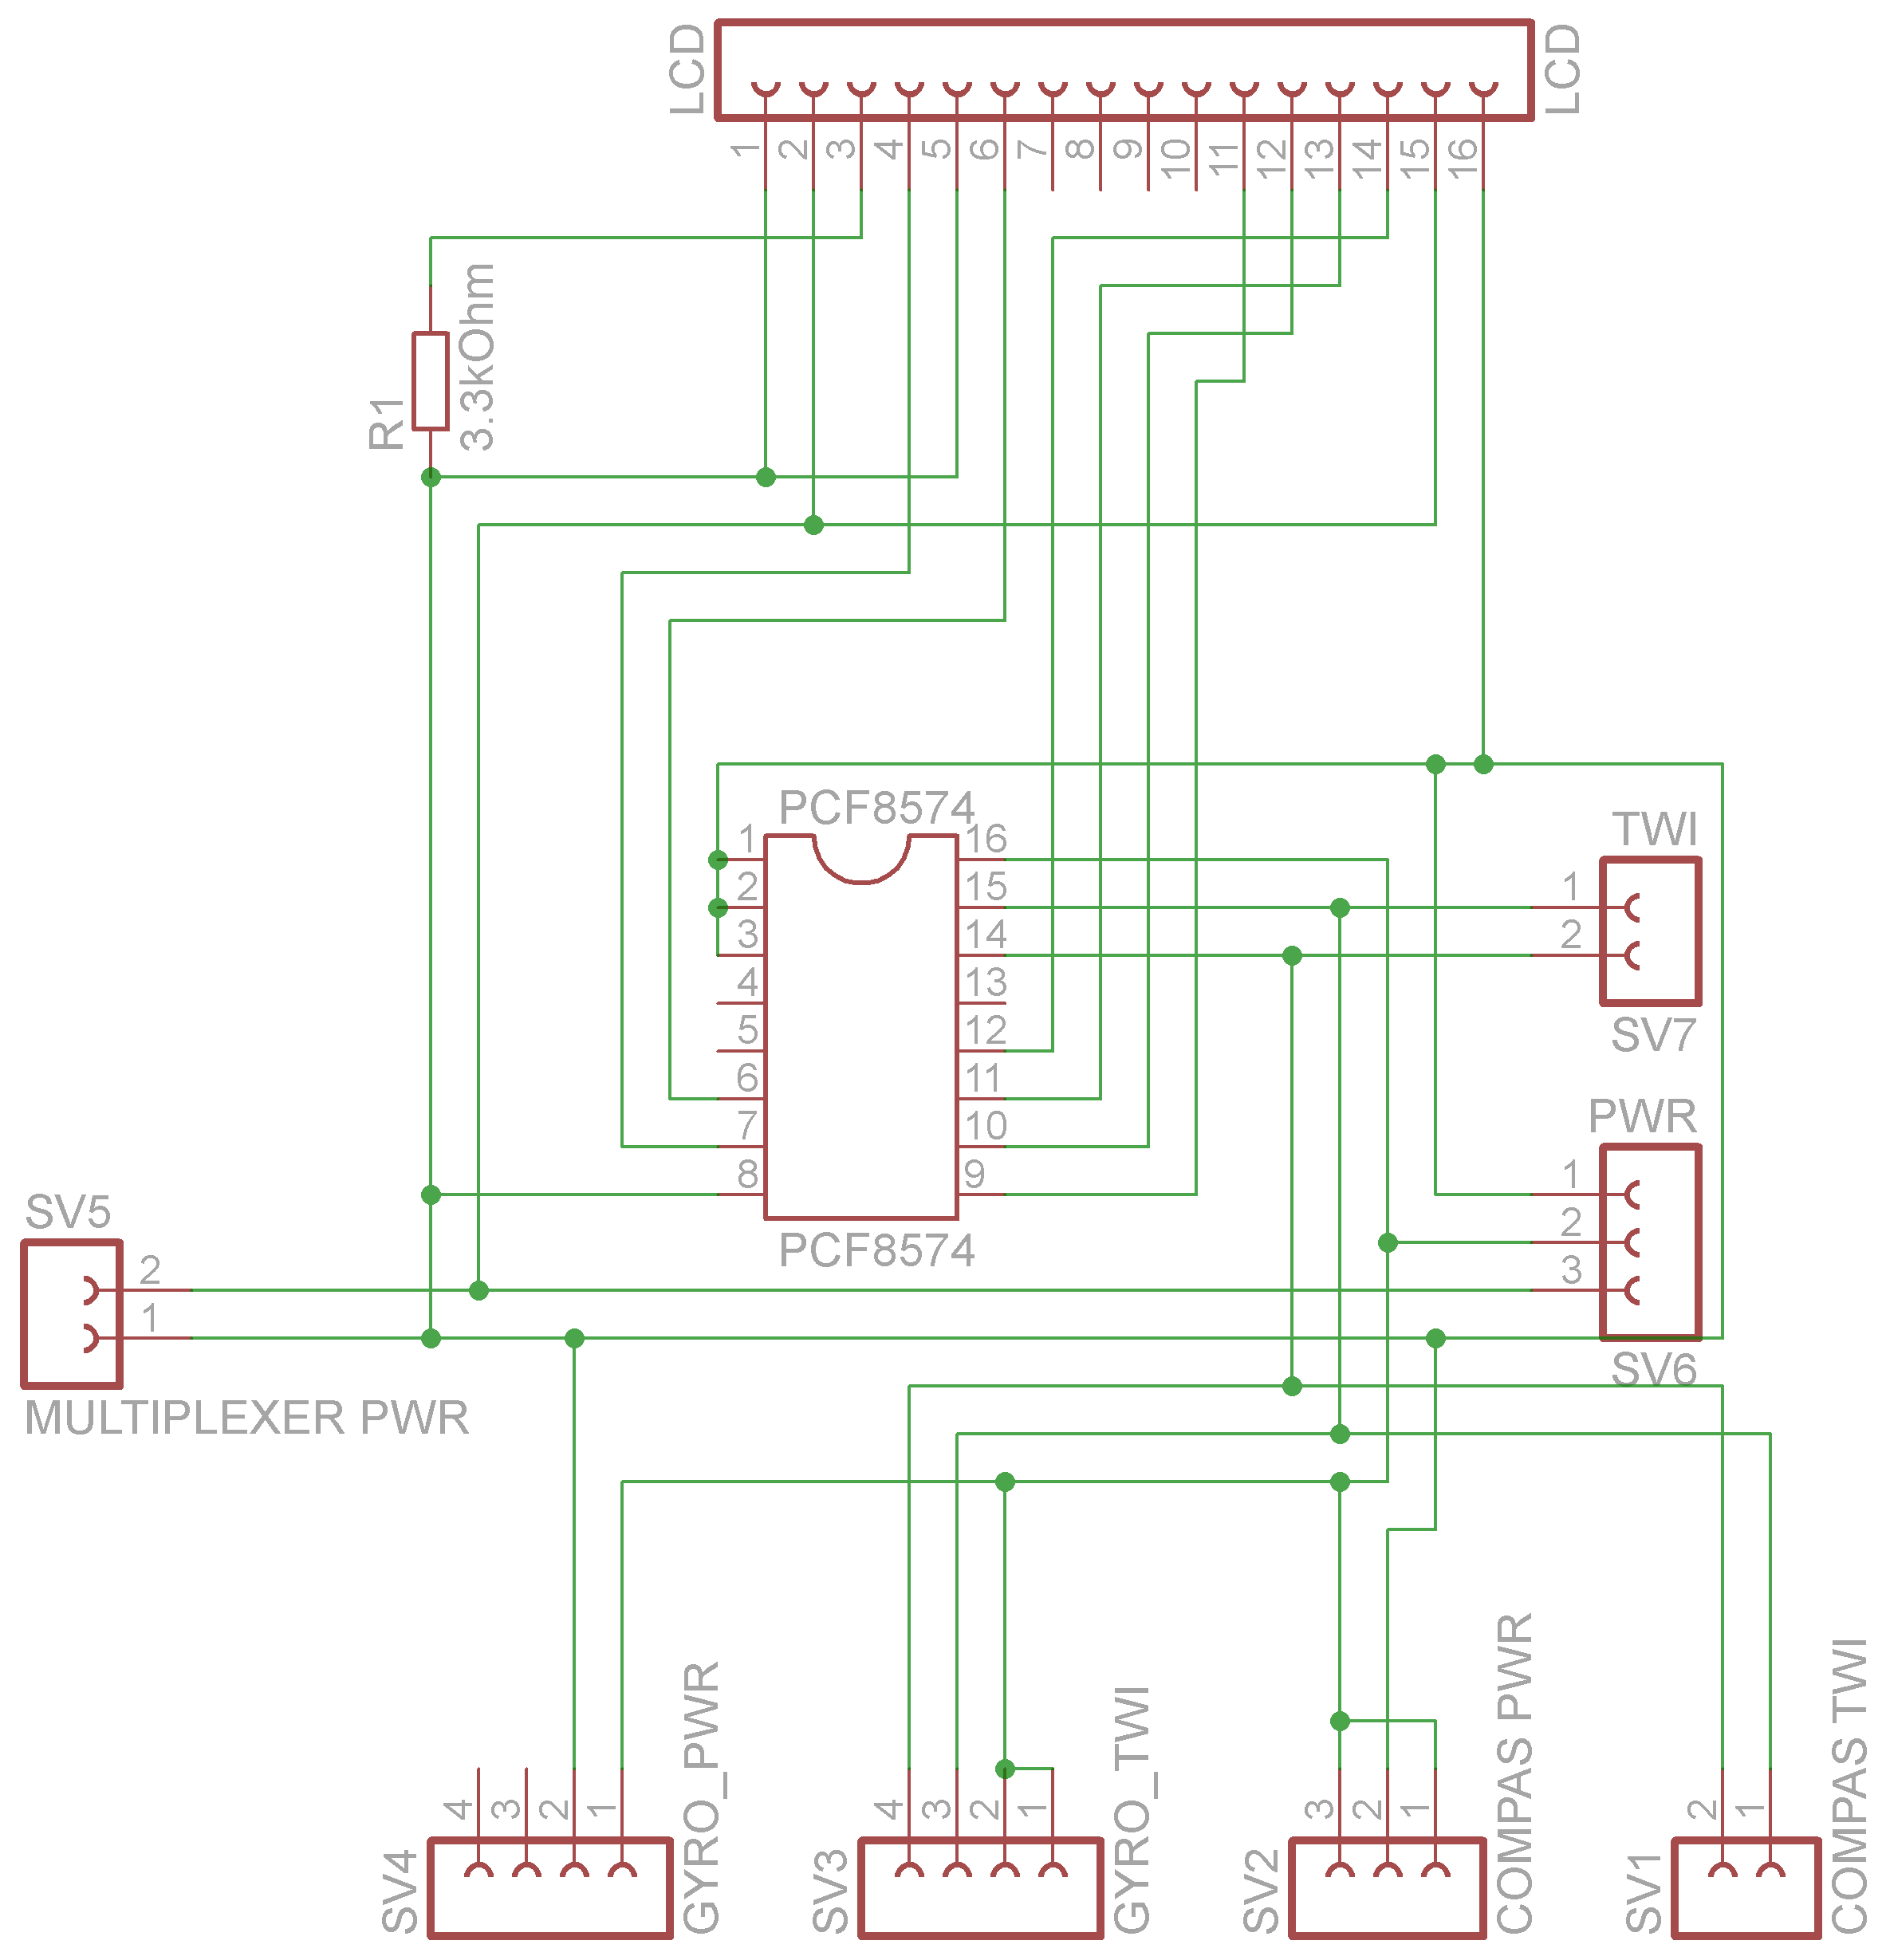 LCD
LCD
1 2 3 4 5 6 7 8 9 10 11 12 13 14 15 16
R1
3.3kOhm
PCF8574
1 16
2 15
3 14
4 13
5 12
6 11
7 10
8 9
PCF8574
TWI
1
2
SV7
PWR
1
2
3
SV6
SV5
2
1
MULTIPLEXER PWR
SV4
4 3 2 1
GYRO_PWR
SV3
4 3 2 1
GYRO_TWI
SV2
3 2 1
COMPAS PWR
SV1
2 1
COMPAS TWI